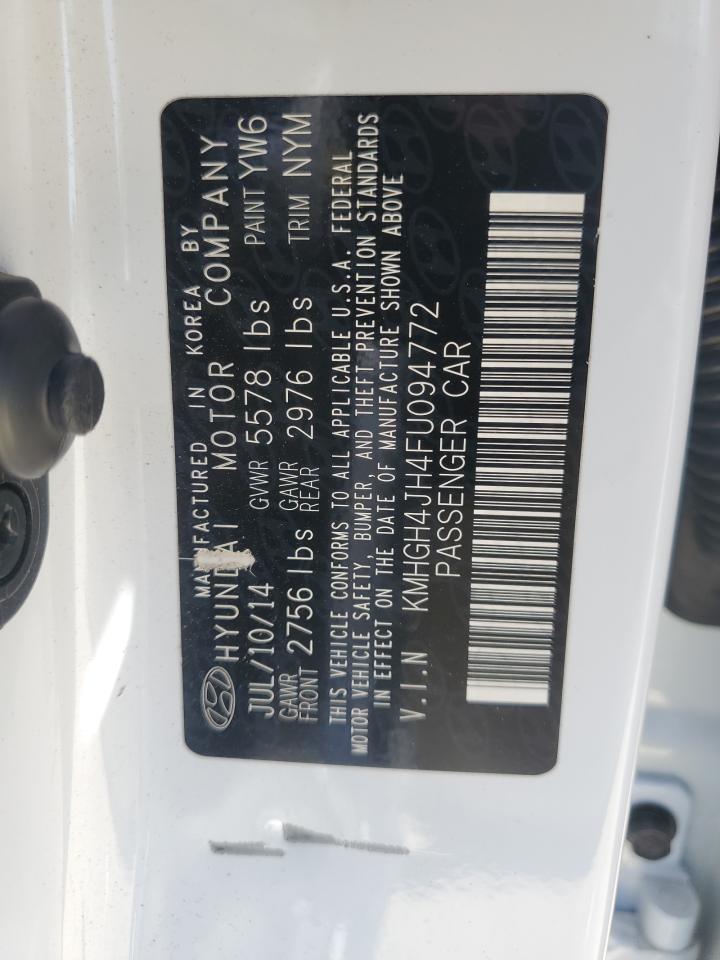 MANUFACTURED IN KOREA BY
HYUNDAI MOTOR COMPANY
JUL/10/14 GVWR 5578 lbs PAINT YW6
GAWR FRONT 2756 lbs GAWR REAR 2976 lbs TRIM NYM
THIS VEHICLE CONFORMS TO ALL APPLICABLE U.S.A. FEDERAL
MOTOR VEHICLE SAFETY, BUMPER, AND THEFT PREVENTION STANDARDS
IN EFFECT ON THE DATE OF MANUFACTURE SHOWN ABOVE
V.I.N KMHGH4JH4FU094772
PASSENGER CAR